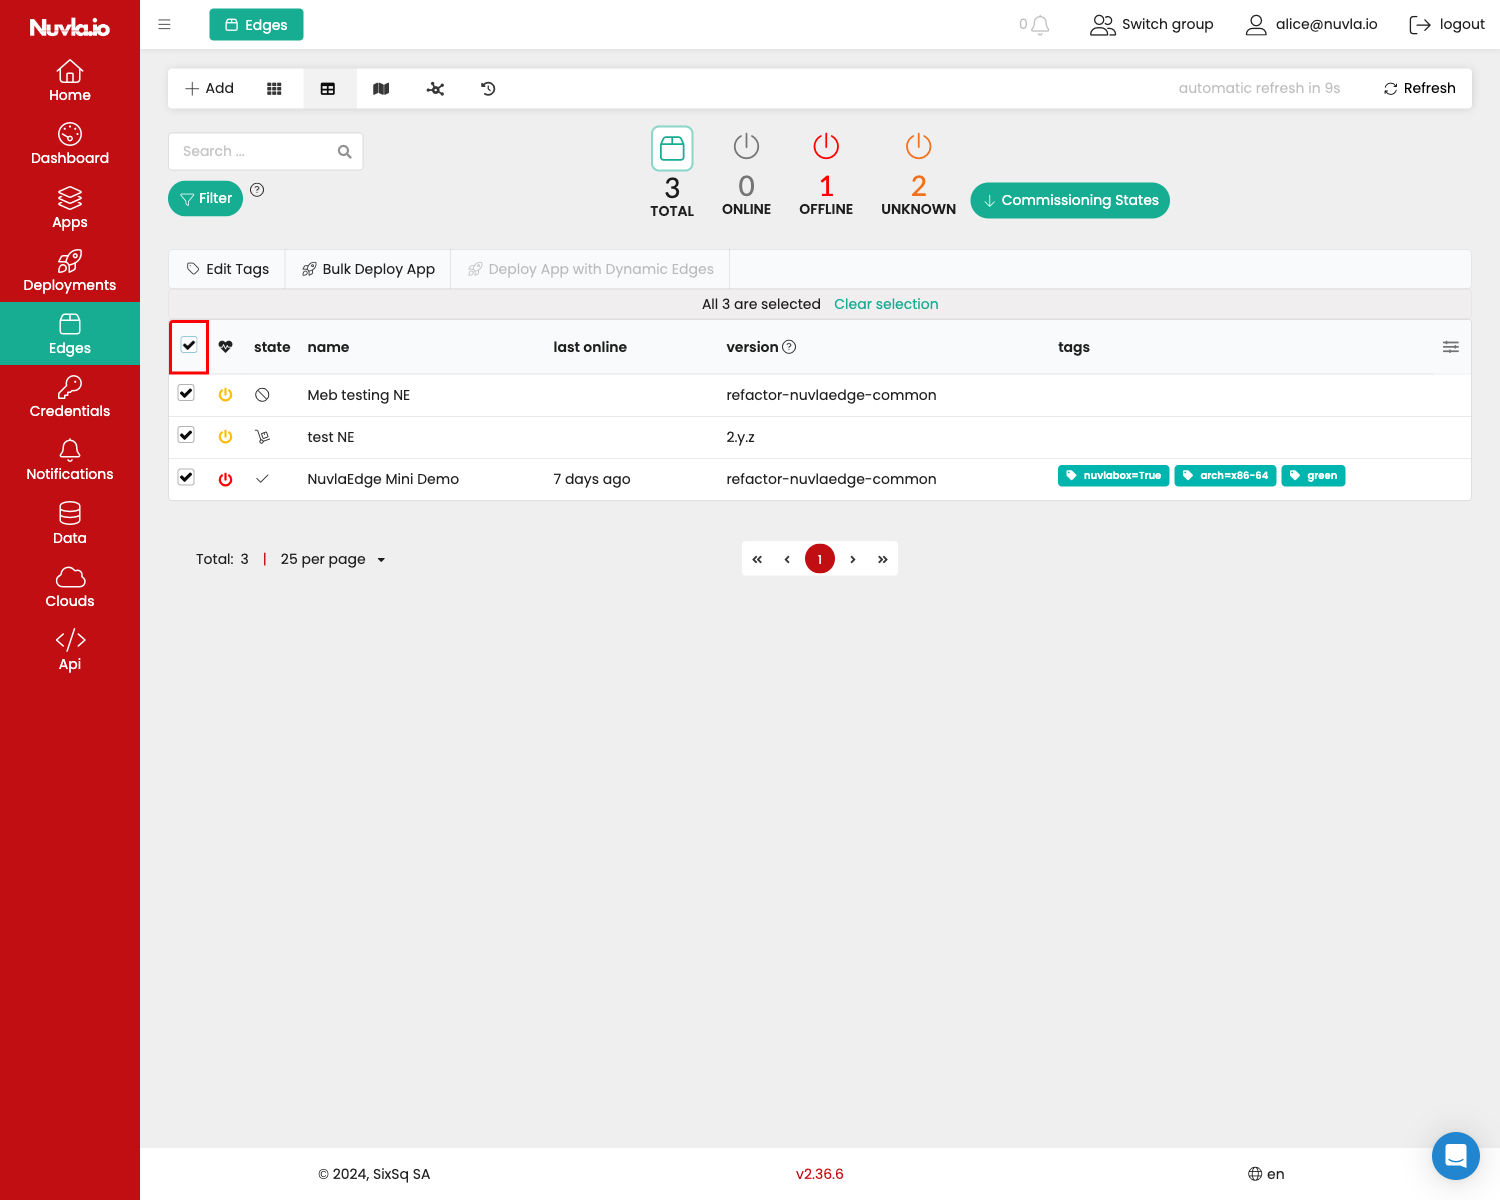 Nuvla.io
Home
Dashboard
Apps
Deployments
Edges
Credentials
Notifications
Data
Clouds
Api
Edges
0
Switch group
alice@nuvla.io
logout
Add
automatic refresh in 9s
Refresh
Search ...
Filter
3 TOTAL
0 ONLINE
1 OFFLINE
2 UNKNOWN
Commissioning States
Edit Tags
Bulk Deploy App
Deploy App with Dynamic Edges
All 3 are selected Clear selection
state name last online version tags
Meb testing NE refactor-nuvlaedge-common
test NE 2.y.z
NuvlaEdge Mini Demo 7 days ago refactor-nuvlaedge-common nuvlabox=True arch=x86-64 green
Total: 3 | 25 per page
« ‹ 1 › »
© 2024, SixSq SA
v2.36.6
en